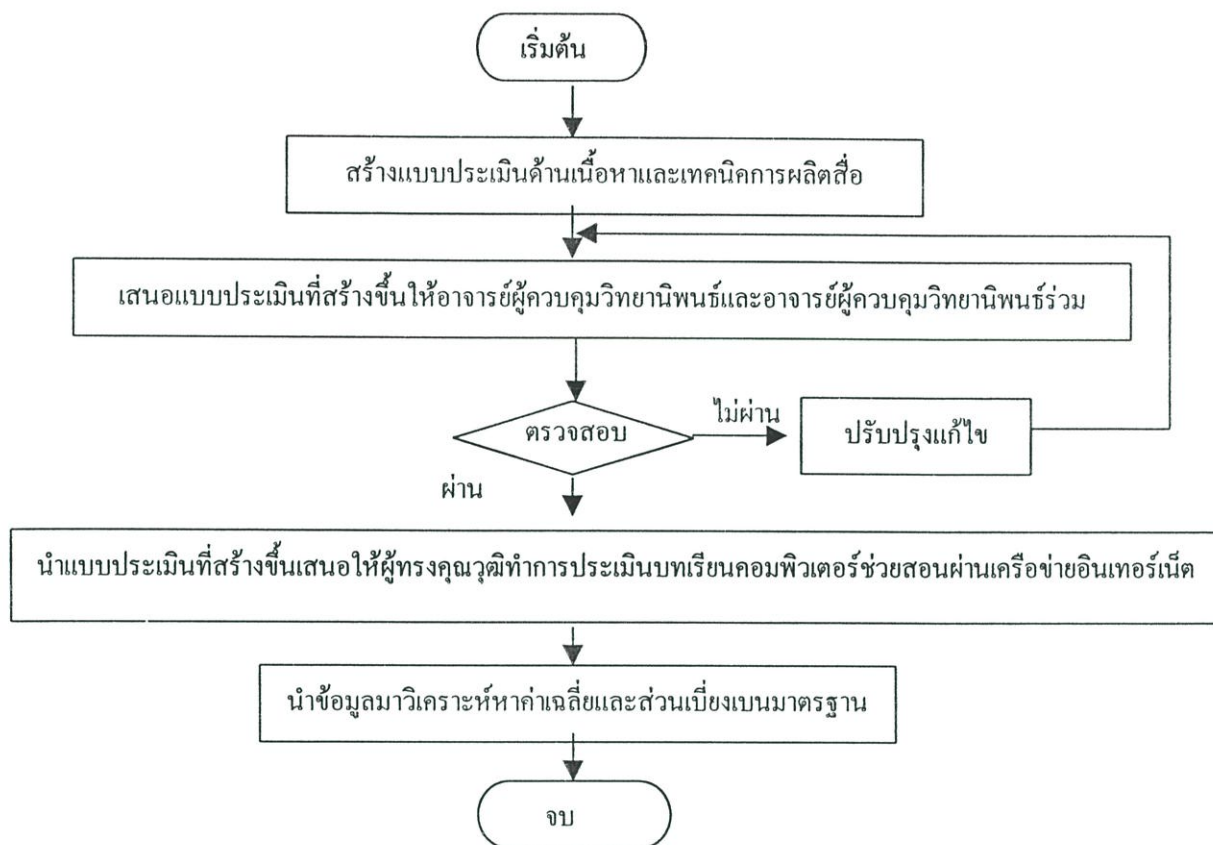 เริ่มต้น
สร้างแบบประเมินด้านเนื้อหาและเทคนิคการผลิตสื่อ
เสนอแบบประเมินที่สร้างขึ้นให้อาจารย์ผู้ควบคุมวิทยานิพนธ์และอาจารย์ผู้ควบคุมวิทยานิพนธ์ร่วม
ตรวจสอบ
ไม่ผ่าน
ปรับปรุงแก้ไข
ผ่าน
นำแบบประเมินที่สร้างขึ้นเสนอให้ผู้ทรงคุณวุฒิทำการประเมินบทเรียนคอมพิวเตอร์ช่วยสอนผ่านเครือข่ายอินเทอร์เน็ต
นำข้อมูลมาวิเคราะห์หาค่าเฉลี่ยและส่วนเบี่ยงเบนมาตรฐาน
จบ